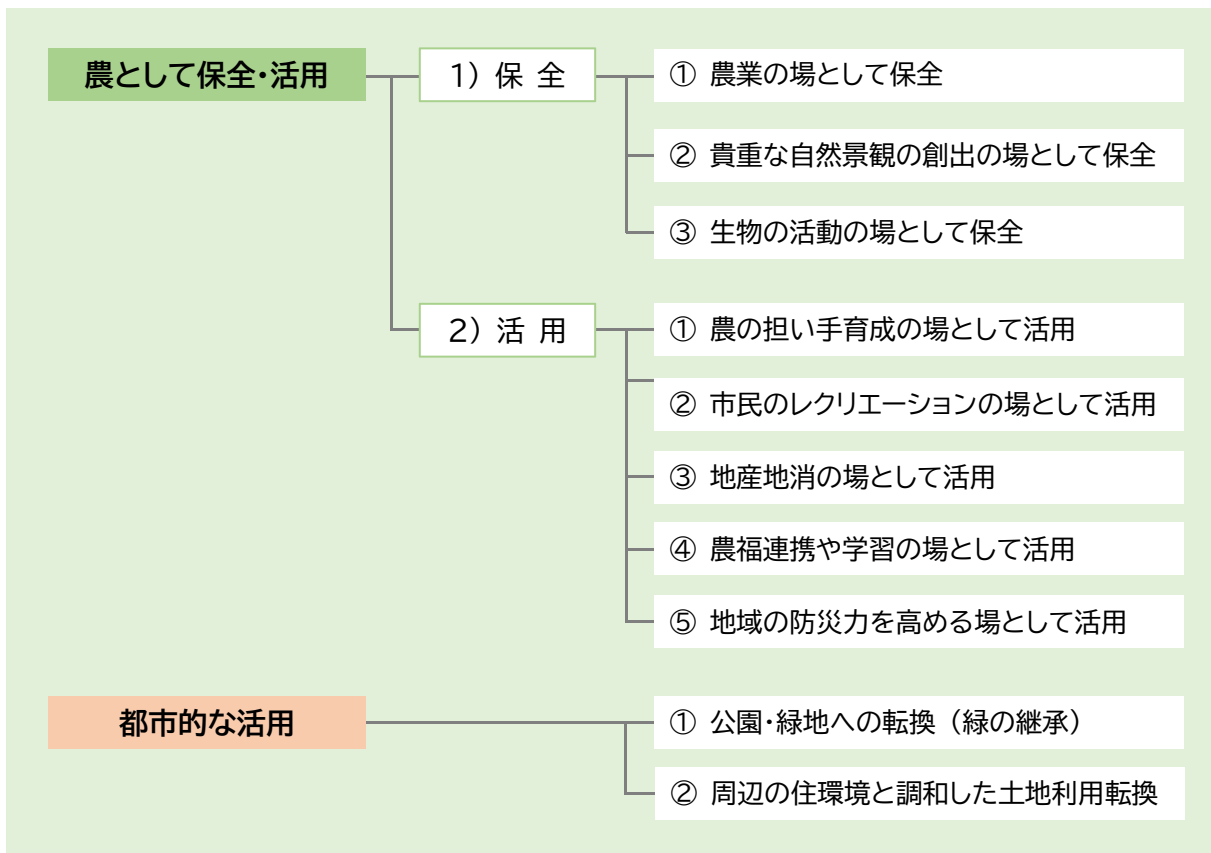 農として保全・活用
1）保 全
① 農業の場として保全
② 貴重な自然景観の創出の場として保全
③ 生物の活動の場として保全
2）活 用
① 農の担い手育成の場として活用
② 市民のレクリエーションの場として活用
③ 地産地消の場として活用
④ 農福連携や学習の場として活用
⑤ 地域の防災力を高める場として活用
都市的な活用
① 公園・緑地への転換（緑の継承）
② 周辺の住環境と調和した土地利用転換